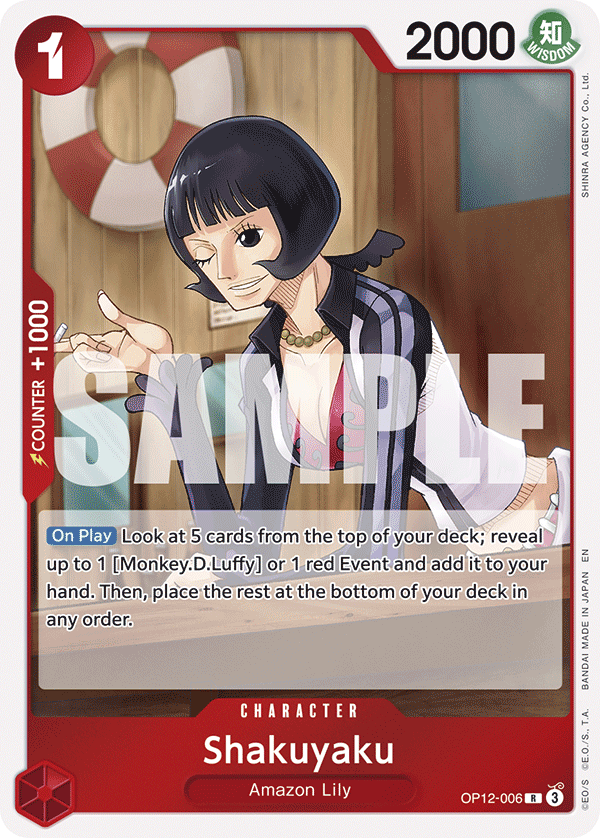 1
2000
知
WISDOM
SHINRA AGENCY Co., Ltd.
COUNTER +1000
SAMPLE
On Play Look at 5 cards from the top of your deck; reveal
up to 1 [Monkey.D.Luffy] or 1 red Event and add it to your
hand. Then, place the rest at the bottom of your deck in
any order.
CHARACTER
Shakuyaku
Amazon Lily
OP12-006 R 3
©E.O/S ©E.O./S., T.A. BANDAI MADE IN JAPAN EN